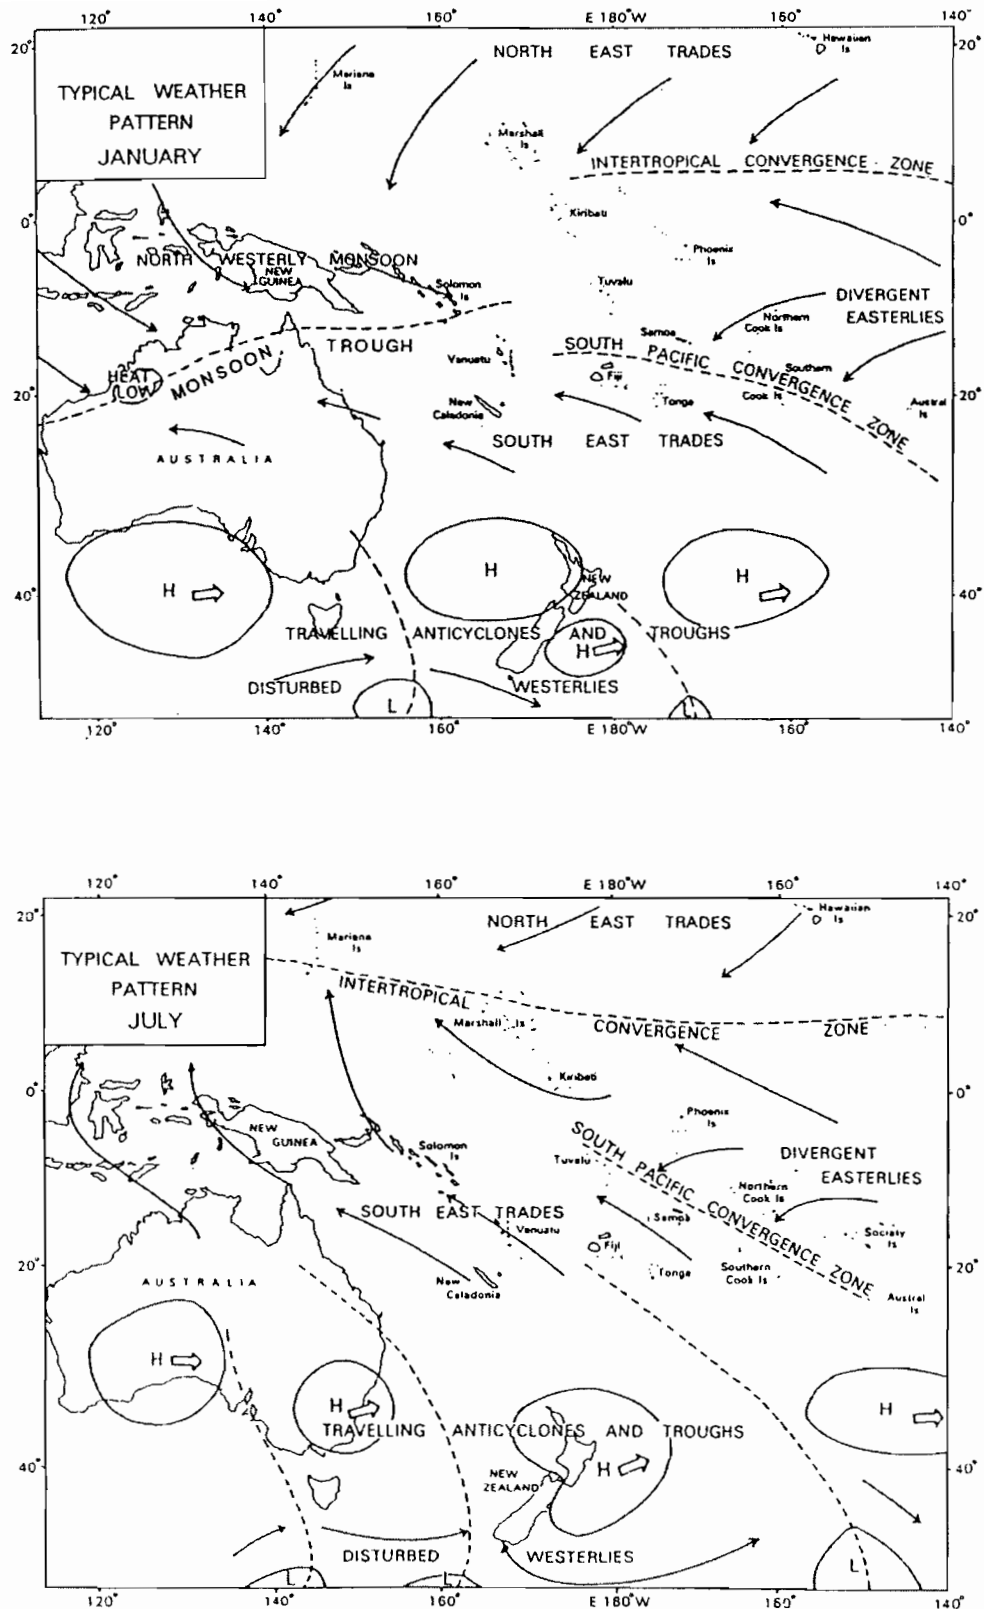 120° 140° 160° E 180° W 160° 140°
20° NORTH EAST TRADES Hawaiian Is 20°
Mariana Is
TYPICAL WEATHER
PATTERN
JANUARY
Marshall Is
INTERTROPICAL CONVERGENCE ZONE
Kiribati
0° 0°
Phoenix Is
NORTH WESTERLY MONSOON
NEW GUINEA
Solomon Is
Tuvalu
DIVERGENT
EASTERLIES
Northern Cook Is
Samoa
MONSOON TROUGH
Vanuatu
SOUTH PACIFIC CONVERGENCE ZONE
HEAT LOW
Fiji
Southern Cook Is
20° 20°
New Caledonia
Tonga
Austral Is
SOUTH EAST TRADES
AUSTRALIA
H H H
NEW ZEALAND
40° 40°
TRAVELLING ANTICYCLONES AND TROUGHS
H
DISTURBED WESTERLIES
L L
120° 140° 160° E 180° W 160° 140°
120° 140° 160° E 180° W 160° 140°
20° NORTH EAST TRADES Hawaiian Is 20°
Mariana Is
TYPICAL WEATHER
PATTERN
JULY
INTERTROPICAL CONVERGENCE ZONE
Marshall Is
Kiribati
0° 0°
Phoenix Is
NEW GUINEA
Solomon Is
SOUTH PACIFIC CONVERGENCE ZONE
Tuvalu
DIVERGENT
EASTERLIES
Northern Cook Is
SOUTH EAST TRADES
Samoa
Vanuatu
Society Is
Fiji
20° 20°
AUSTRALIA
New Caledonia
Tonga
Southern Cook Is
Austral Is
H H H
TRAVELLING ANTICYCLONES AND TROUGHS
40° 40°
NEW ZEALAND
H
DISTURBED WESTERLIES
L L L
120° 140° 160° E 180° W 160° 140°